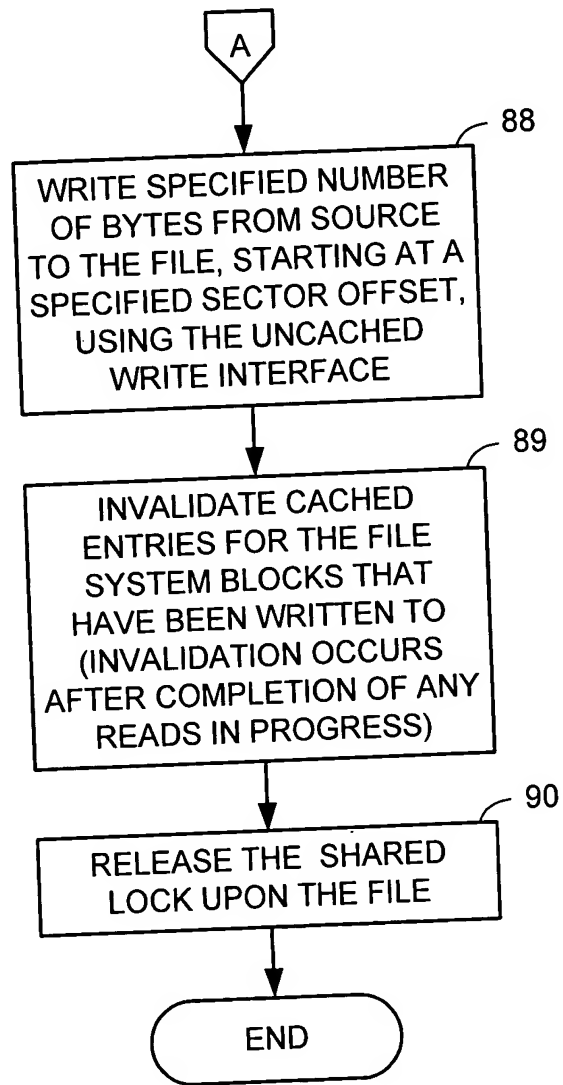 A
88
WRITE SPECIFIED NUMBER
OF BYTES FROM SOURCE
TO THE FILE, STARTING AT A
SPECIFIED SECTOR OFFSET,
USING THE UNCACHED
WRITE INTERFACE
89
INVALIDATE CACHED
ENTRIES FOR THE FILE
SYSTEM BLOCKS THAT
HAVE BEEN WRITTEN TO
(INVALIDATION OCCURS
AFTER COMPLETION OF ANY
READS IN PROGRESS)
90
RELEASE THE SHARED
LOCK UPON THE FILE
END